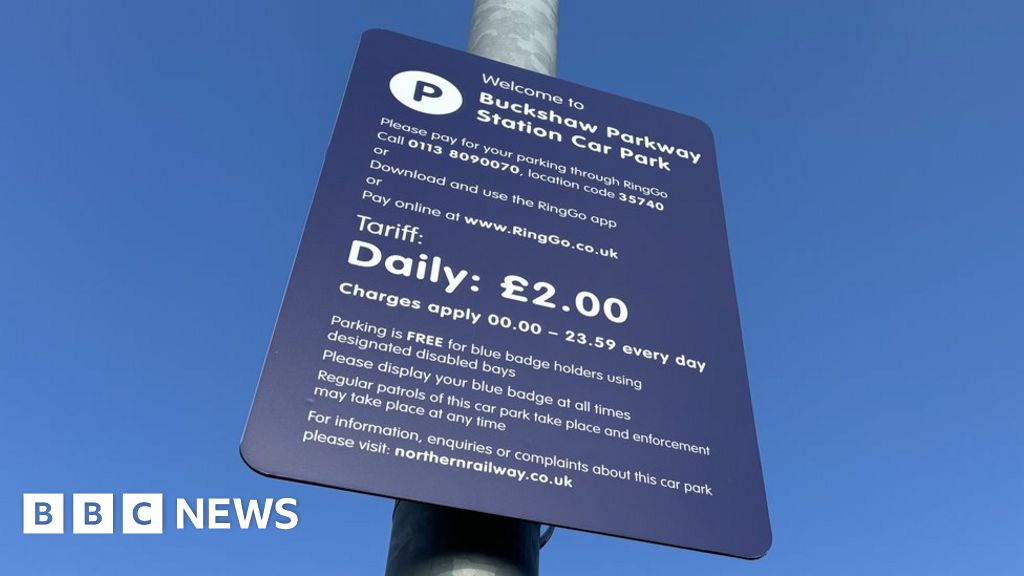 P
Welcome to
Buckshaw Parkway
Station Car Park
Please pay for your parking through RingGo
Call 0113 8090070, location code 35740
or
Download and use the RingGo app
or
Pay online at www.RingGo.co.uk
Tariff:
Daily: £2.00
Charges apply 00.00 – 23.59 every day
Parking is FREE for blue badge holders using
designated disabled bays
Please display your blue badge at all times
Regular patrols of this car park take place and enforcement
may take place at any time
For information, enquiries or complaints about this car park
please visit: northernrailway.co.uk
BBC NEWS